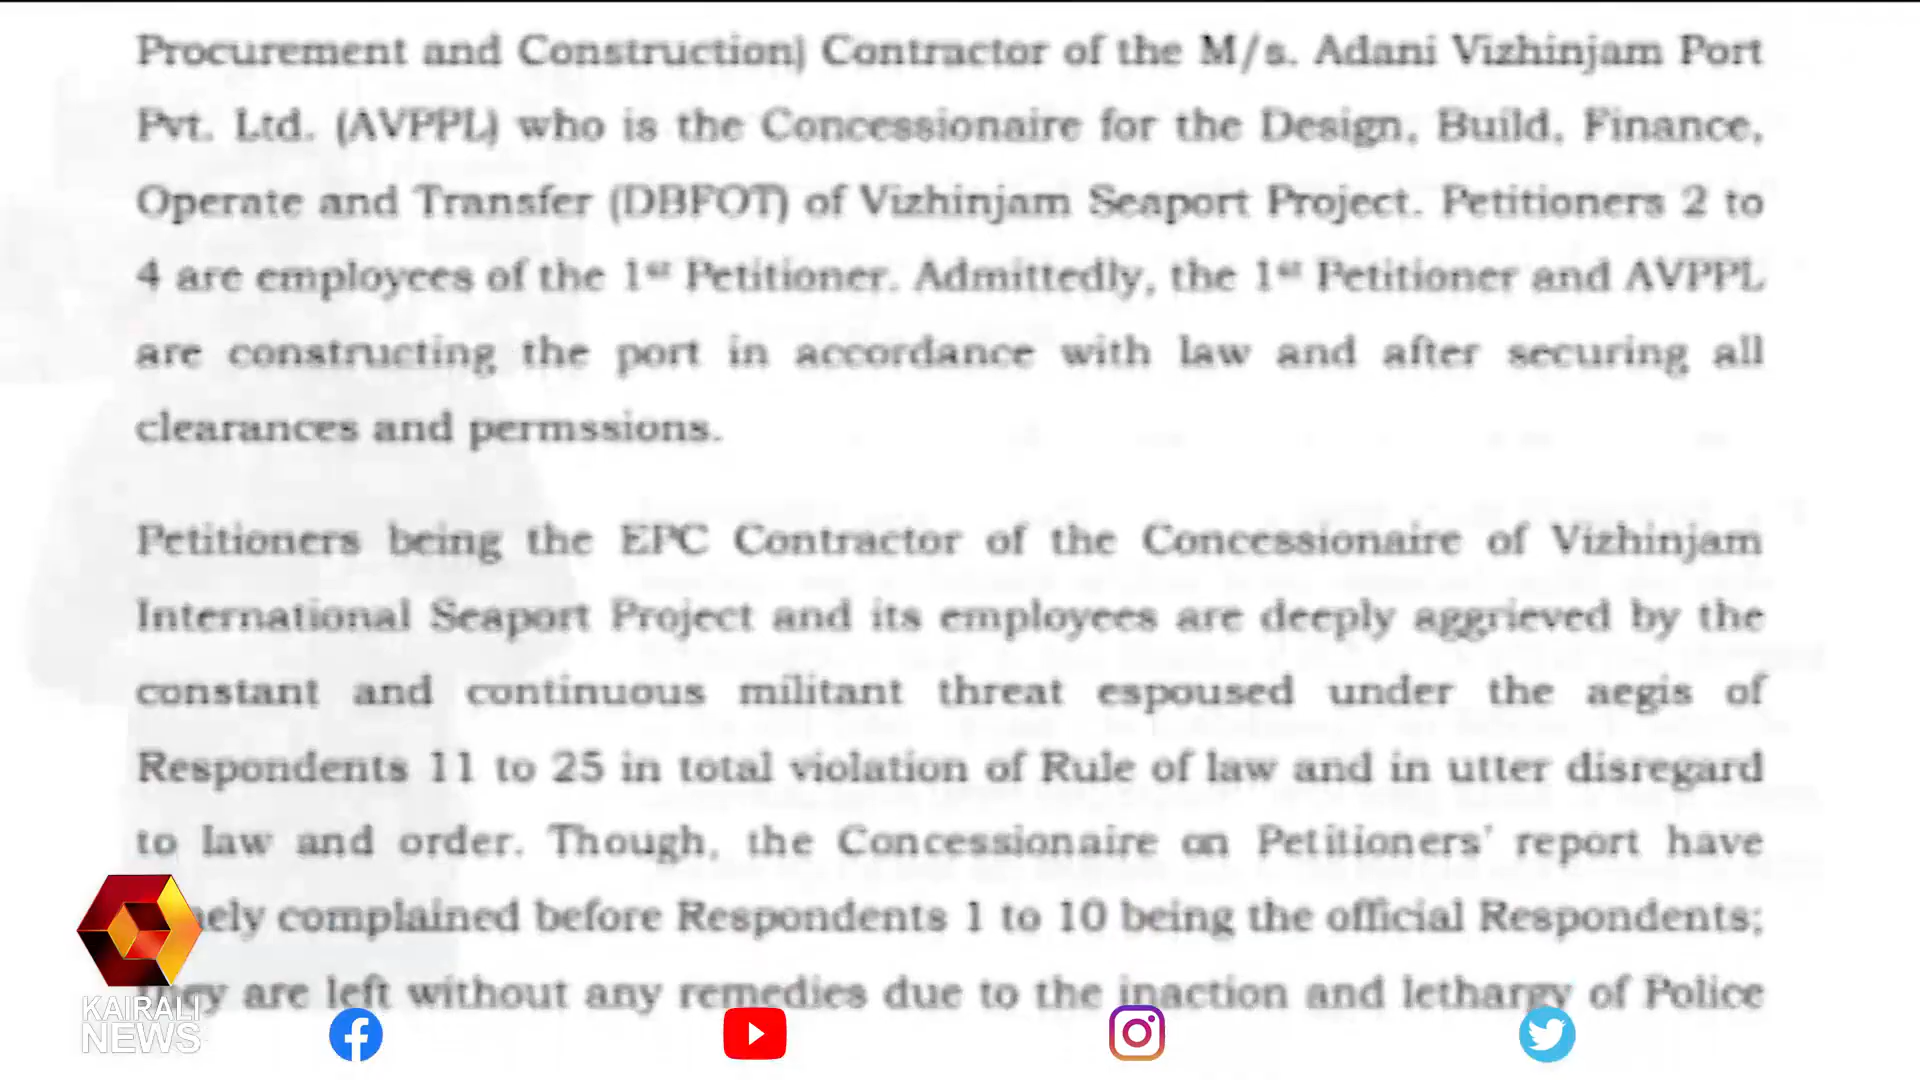 Procurement and Construction) Contractor of the M/s. Adani Vizhinjam Port
Pvt. Ltd. (AVPPL) who is the Concessionaire for the Design, Build, Finance,
Operate and Transfer (DBFOT) of Vizhinjam Seaport Project. Petitioners 2 to
4 are employees of the 1st Petitioner. Admittedly, the 1st Petitioner and AVPPL
are constructing the port in accordance with law and after securing all
clearances and permssions.
Petitioners being the EPC Contractor of the Concessionaire of Vizhinjam
International Seaport Project and its employees are deeply aggrieved by the
constant and continuous militant threat espoused under the aegis of
Respondents 11 to 25 in total violation of Rule of law and in utter disregard
to law and order. Though, the Concessionaire on Petitioners' report have
complained before Respondents 1 to 10 being the official Respondents;
they are left without any remedies due to the inaction and lethargy of Police
KAIRALI
NEWS